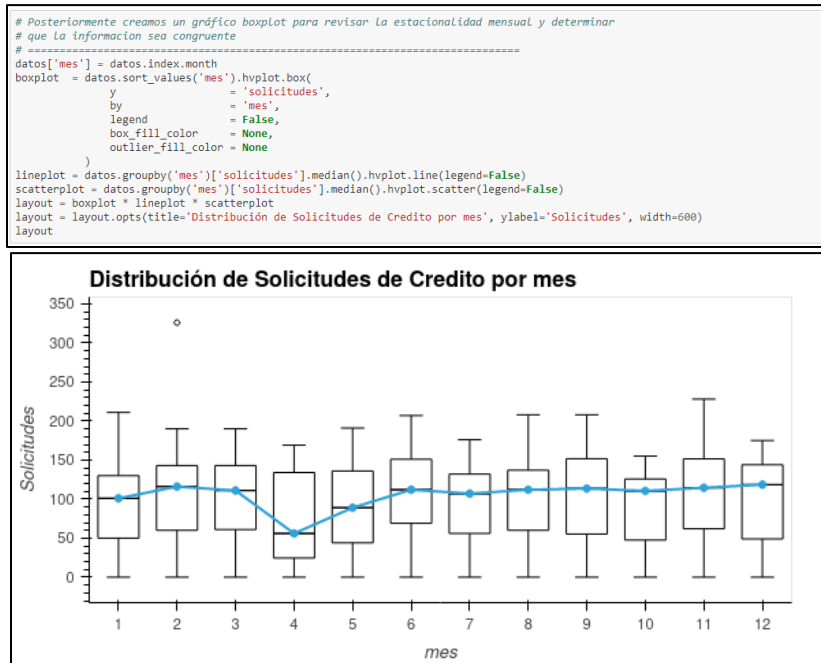 # Posteriormente creamos un gráfico boxplot para revisar la estacionalidad mensual y determinar
# que la informacion sea congruente
# ==============================================================================
datos['mes'] = datos.index.month
boxplot  = datos.sort_values('mes').hvplot.box(
                y                  = 'solicitudes',
                by                 = 'mes',
                legend             = False,
                box_fill_color     = None,
                outlier_fill_color = None
           )
lineplot = datos.groupby('mes')['solicitudes'].median().hvplot.line(legend=False)
scatterplot = datos.groupby('mes')['solicitudes'].median().hvplot.scatter(legend=False)
layout = boxplot * lineplot * scatterplot
layout = layout.opts(title='Distribución de Solicitudes de Credito por mes', ylabel='Solicitudes', width=600)
layout
Distribución de Solicitudes de Credito por mes
350
300
250
200
150
100
50
0
Solicitudes
1 2 3 4 5 6 7 8 9 10 11 12
mes